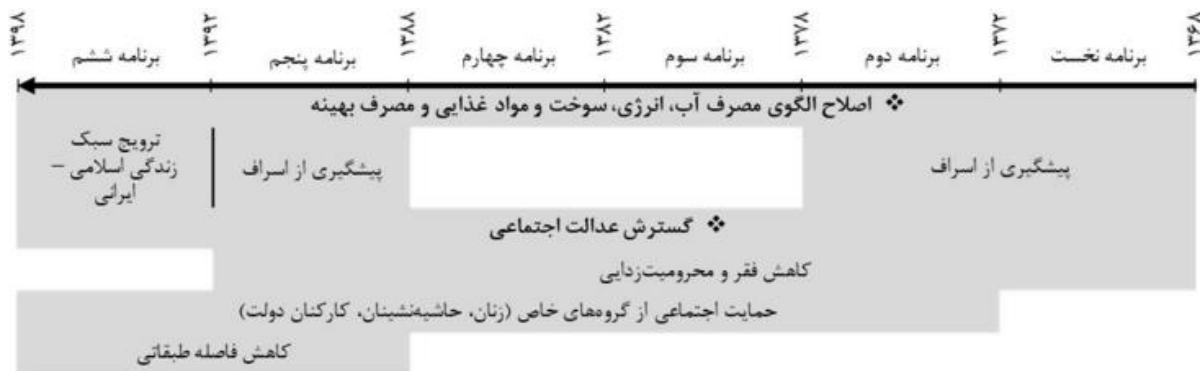 ۱۳۶۸
۱۳۷۲
۱۳۷۸
۱۳۸۲
۱۳۸۸
۱۳۹۲
۱۳۹۸
برنامه نخست
برنامه دوم
برنامه سوم
برنامه چهارم
برنامه پنجم
برنامه ششم
❖ اصلاح الگوی مصرف آب، انرژی، سوخت و مواد غذایی و مصرف بهینه
پیشگیری از اسراف
پیشگیری از اسراف
ترویج سبک
زندگی اسلامی –
ایرانی
❖ گسترش عدالت اجتماعی
کاهش فقر و محرومیت‌زدایی
حمایت اجتماعی از گروه‌های خاص (زنان، حاشیه‌نشینان، کارکنان دولت)
کاهش فاصله طبقاتی